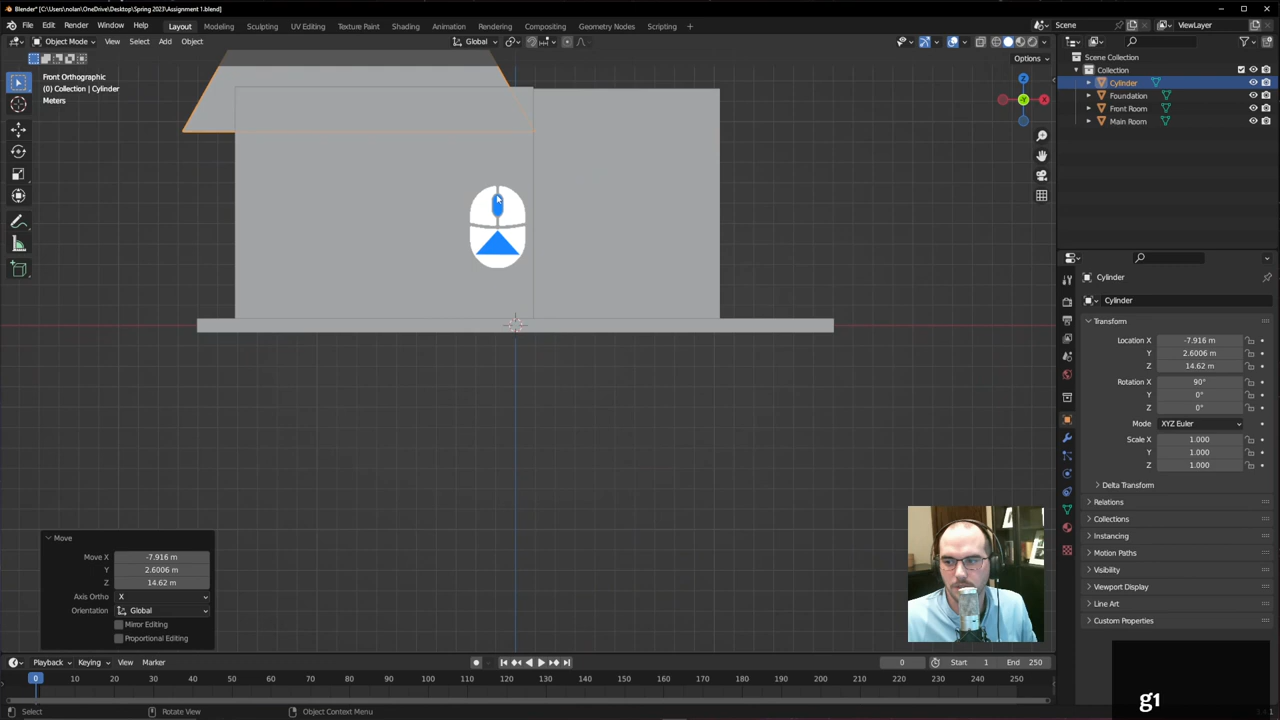 Blender* [C:\Users\nolan\OneDrive\Desktop\Spring 2023\Assignment 1.blend]
File Edit Render Window Help Layout Modeling Sculpting UV Editing Texture Paint Shading Animation Rendering Compositing Geometry Nodes Scripting Scene ViewLayer
Object Mode View Select Add Object Global
Options
Front Orthographic
(0) Collection | Cylinder
Meters
Z
X
Y
Scene Collection
Collection
Cylinder
Foundation
Front Room
Main Room
Cylinder
Cylinder
Transform
Location X -7.916 m
Y 2.6006 m
Z 14.62 m
Rotation X 90°
Y 0°
Z 0°
Mode XYZ Euler
Scale X 1.000
Y 1.000
Z 1.000
Delta Transform
Relations
Collections
Instancing
Motion Paths
Visibility
Viewport Display
Line Art
Custom Properties
Move
Move X -7.916 m
Y 2.6006 m
Z 14.62 m
Axis Ortho X
Orientation Global
Mirror Editing
Proportional Editing
Playback Keying View Marker 0 Start 1 End 250
0 10 20 30 40 50 60 70 80 90 100 110 120 130 140 150 160 170 180 190 200 210 220 230 240 250
Select Rotate View Object Context Menu
g1